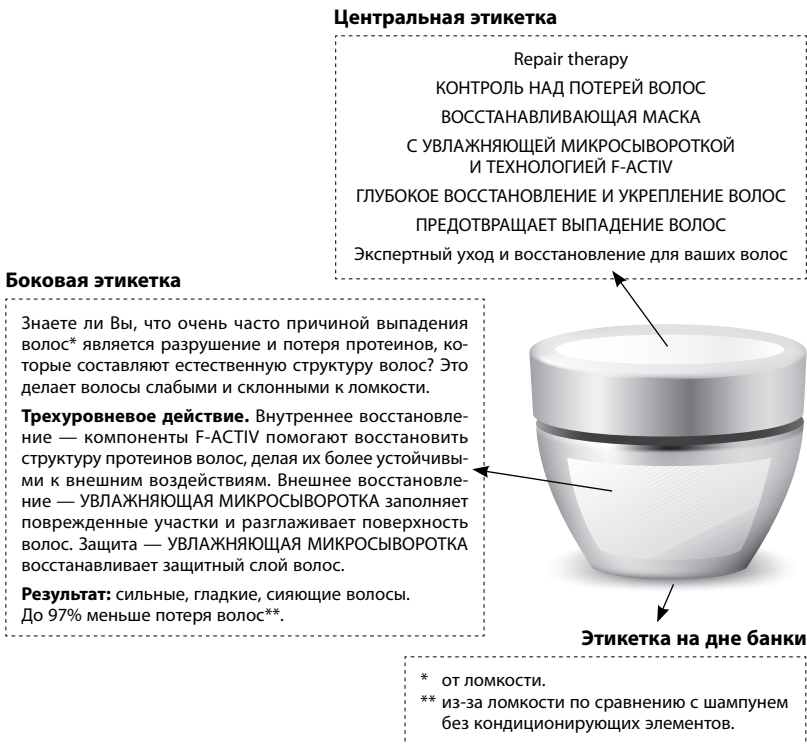 Центральная этикетка
Repair therapy
КОНТРОЛЬ НАД ПОТЕРЕЙ ВОЛОС
ВОССТАНАВЛИВАЮЩАЯ МАСКА
С УВЛАЖНЯЮЩЕЙ МИКРОСЫВОРОТКОЙ
И ТЕХНОЛОГИЕЙ F-ACTIV
ГЛУБОКОЕ ВОССТАНОВЛЕНИЕ И УКРЕПЛЕНИЕ ВОЛОС
ПРЕДОТВРАЩАЕТ ВЫПАДЕНИЕ ВОЛОС
Экспертный уход и восстановление для ваших волос
Боковая этикетка
Знаете ли Вы, что очень часто причиной выпадения
волос* является разрушение и потеря протеинов, ко-
торые составляют естественную структуру волос? Это
делает волосы слабыми и склонными к ломкости.
Трехуровневое действие. Внутреннее восстановле-
ние — компоненты F-ACTIV помогают восстановить
структуру протеинов волос, делая их более устойчивы-
ми к внешним воздействиям. Внешнее восстановле-
ние — УВЛАЖНЯЮЩАЯ МИКРОСЫВОРОТКА заполняет
поврежденные участки и разглаживает поверхность
волос. Защита — УВЛАЖНЯЮЩАЯ МИКРОСЫВОРОТКА
восстанавливает защитный слой волос.
Результат: сильные, гладкие, сияющие волосы.
До 97% меньше потеря волос**.
Этикетка на дне банки
* от ломкости.
** из-за ломкости по сравнению с шампунем
без кондиционирующих элементов.